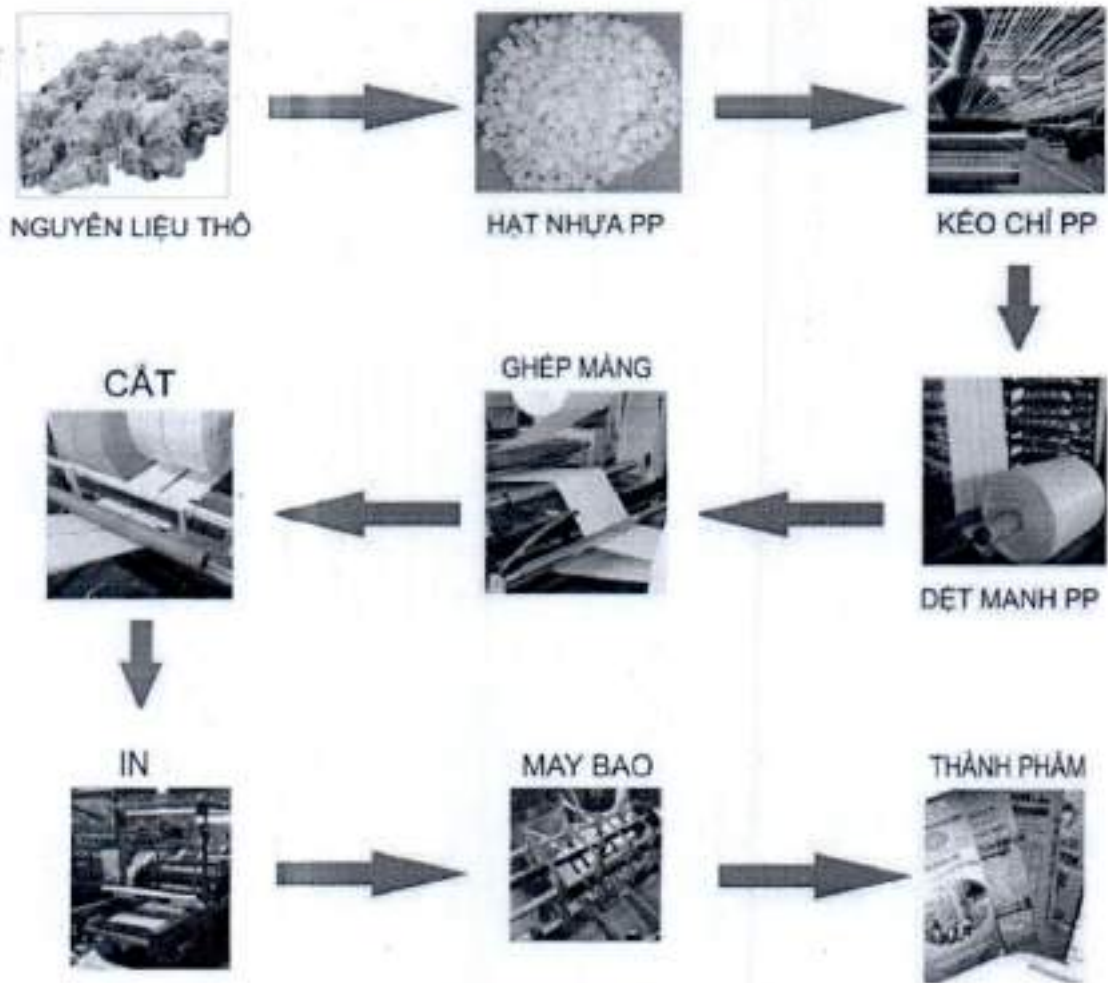 NGUYÊN LIỆU THÔ
HẠT NHỰA PP
KÉO CHỈ PP
CẮT
GHÉP MÀNG
DỆT MANH PP
IN
MAY BAO
THÀNH PHẨM